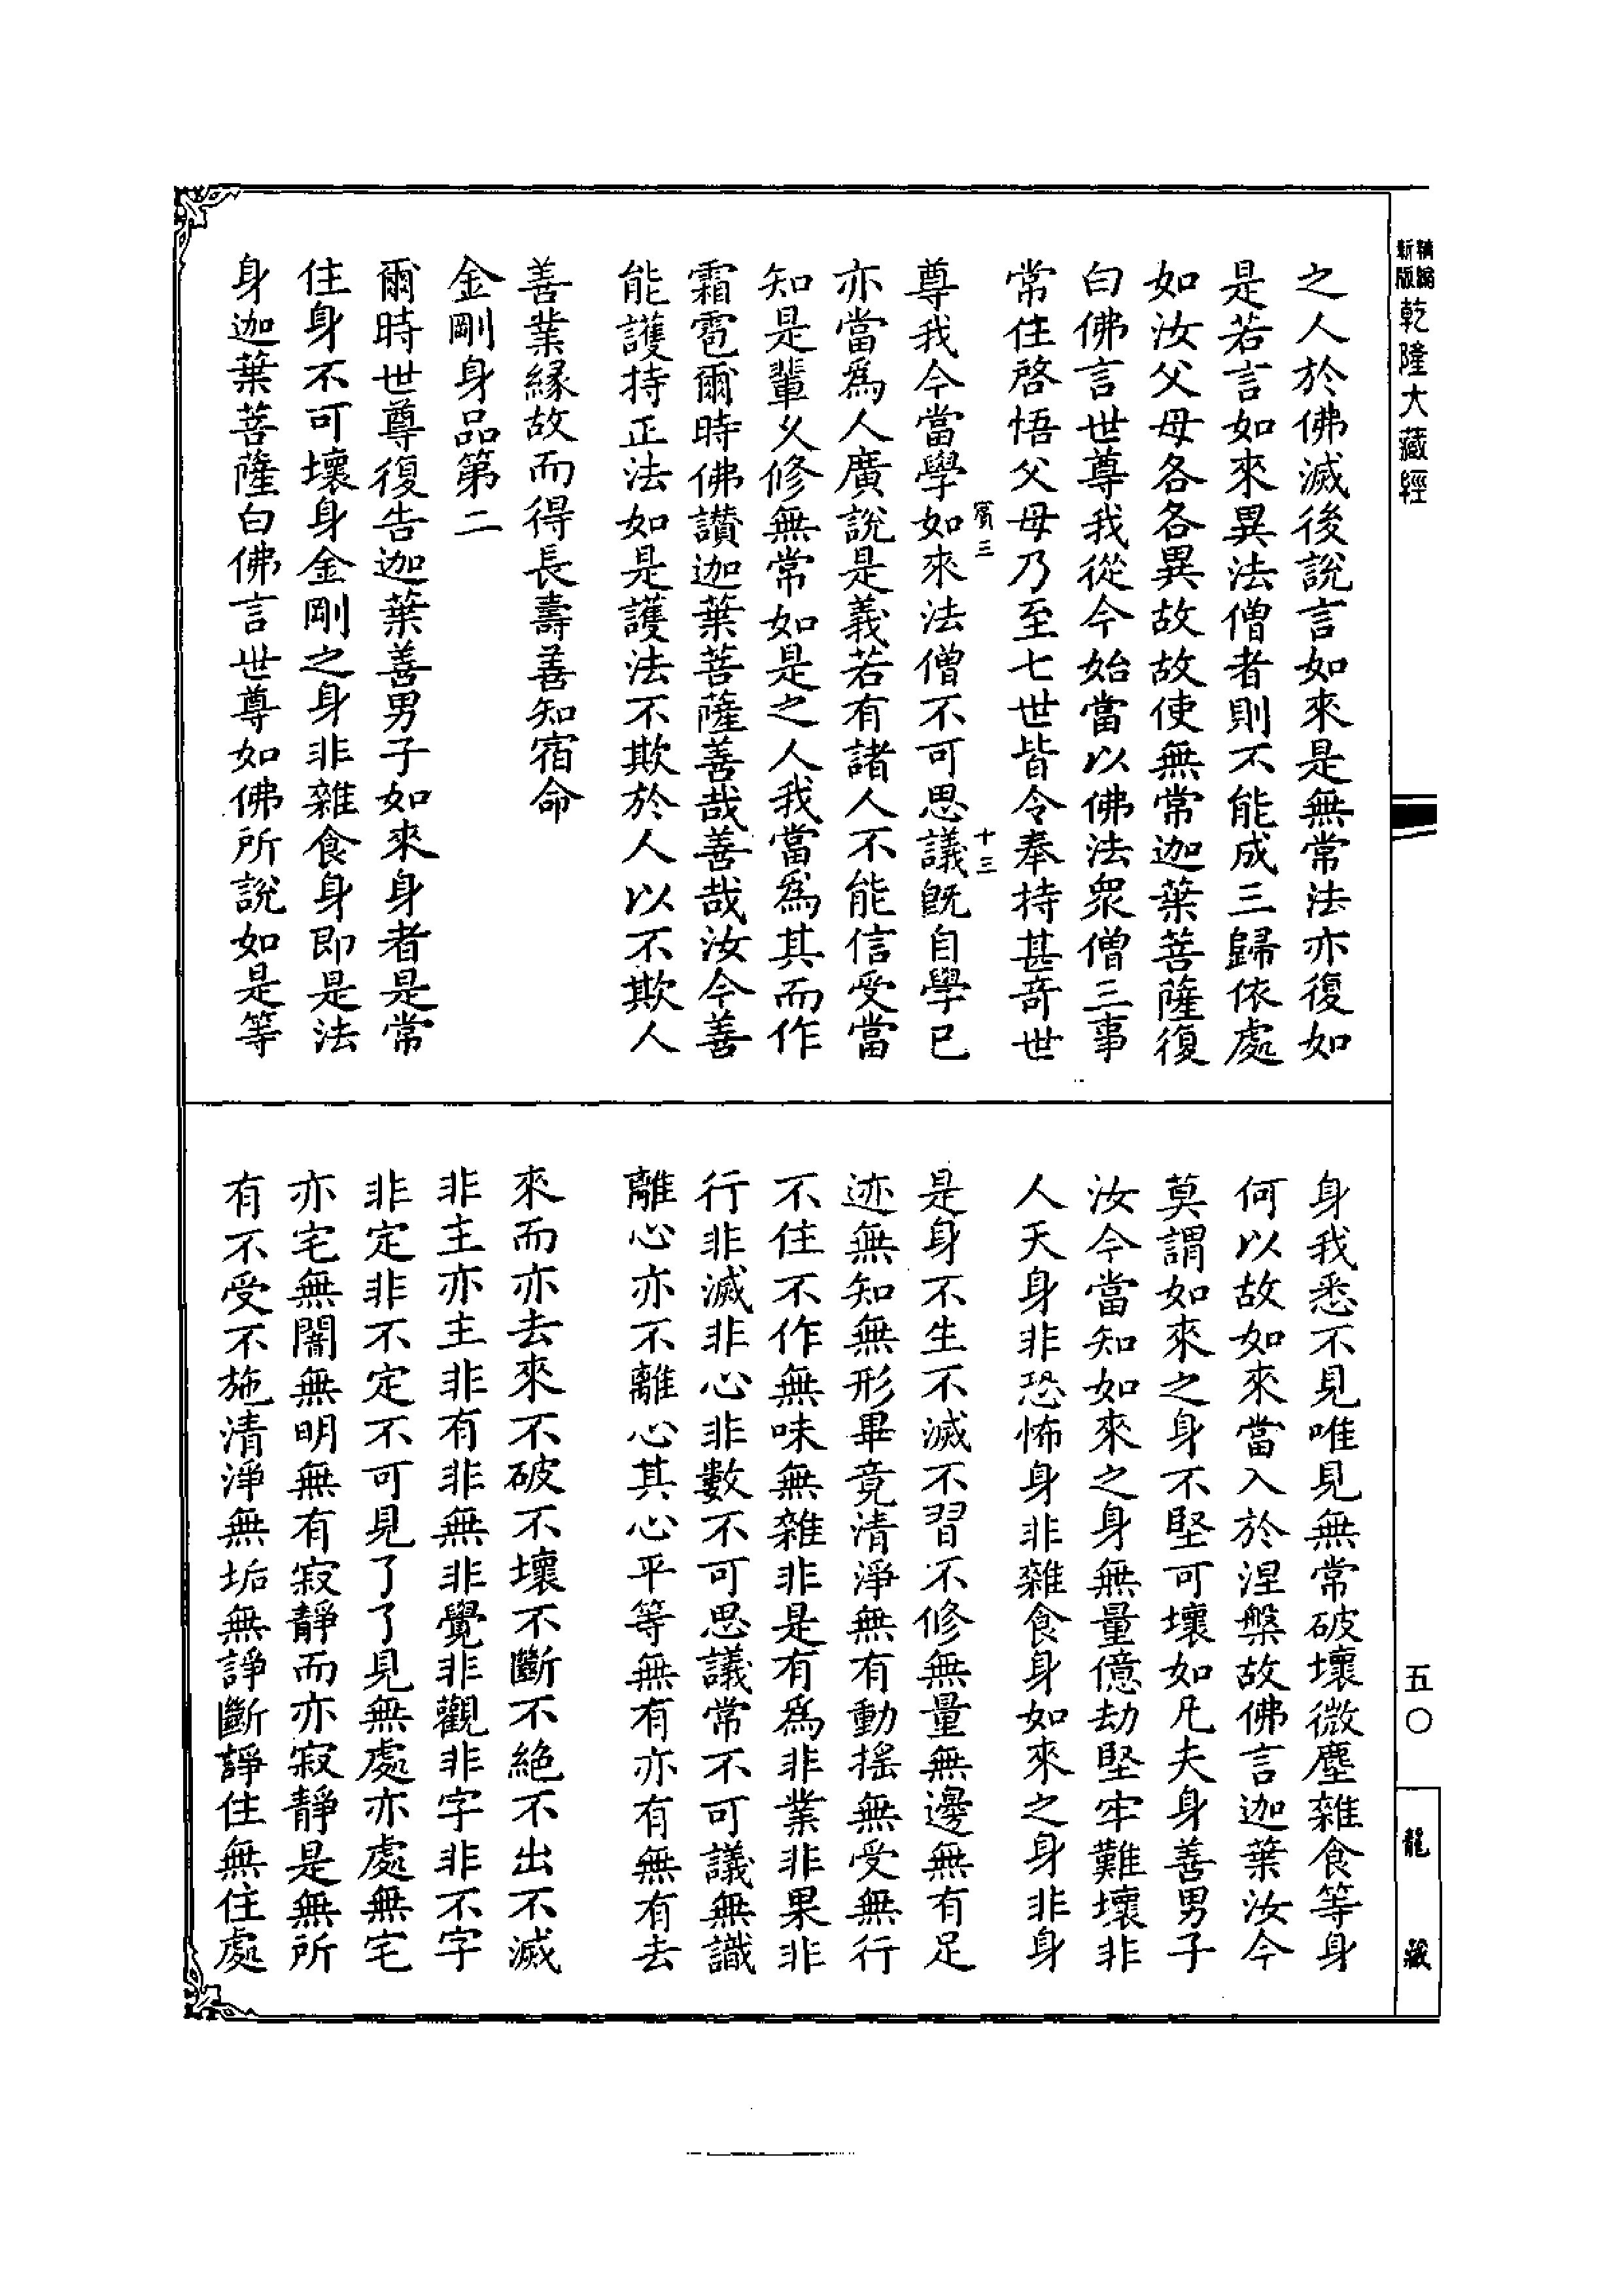 新版精縮
乾隆大藏經
之人於佛滅後說言如來是無常法亦復如
是若言如來異法僧者則不能成三歸依處
如汝父母各各異故故使無常迦葉菩薩復
白佛言世尊我從今始當以佛法衆僧三事
常住啓悟父母乃至七世皆令奉持甚奇世
賓三
十三
尊我今當學如來法僧不可思議旣自學已
亦當爲人廣說是義若有諸人不能信受當
知是輩乆修無常如是之人我當爲其而作
霜雹爾時佛讚迦葉菩薩善哉善哉汝今善
能護持正法如是護法不欺於人以不欺人
善業緣故而得長壽善知宿命
金剛身品第二
爾時世尊復告迦葉善男子如來身者是常
住身不可壞身金剛之身非雜食身即是法
身迦葉菩薩白佛言世尊如佛所說如是等
身我悉不見唯見無常破壞微塵雜食等身
何以故如來當入於涅槃故佛言迦葉汝今
莫謂如來之身不堅可壞如凡夫身善男子
汝今當知如來之身無量億劫堅牢難壞非
人天身非恐怖身非雜食身如來之身非身
是身不生不滅不習不修無量無邊無有足
迹無知無形畢竟清淨無有動搖無受無行
不住不作無味無雜非是有爲非業非果非
行非滅非心非數不可思議常不可議無識
離心亦不離心其心平等無有亦有無有去
來而亦去來不破不壞不斷不絕不出不滅
非主亦主非有非無非覺非觀非字非不字
非定非不定不可見了了見無處亦處無宅
亦宅無闇無明無有寂靜而亦寂靜是無所
有不受不施清淨無垢無諍斷諍住無住處
五〇
龍藏